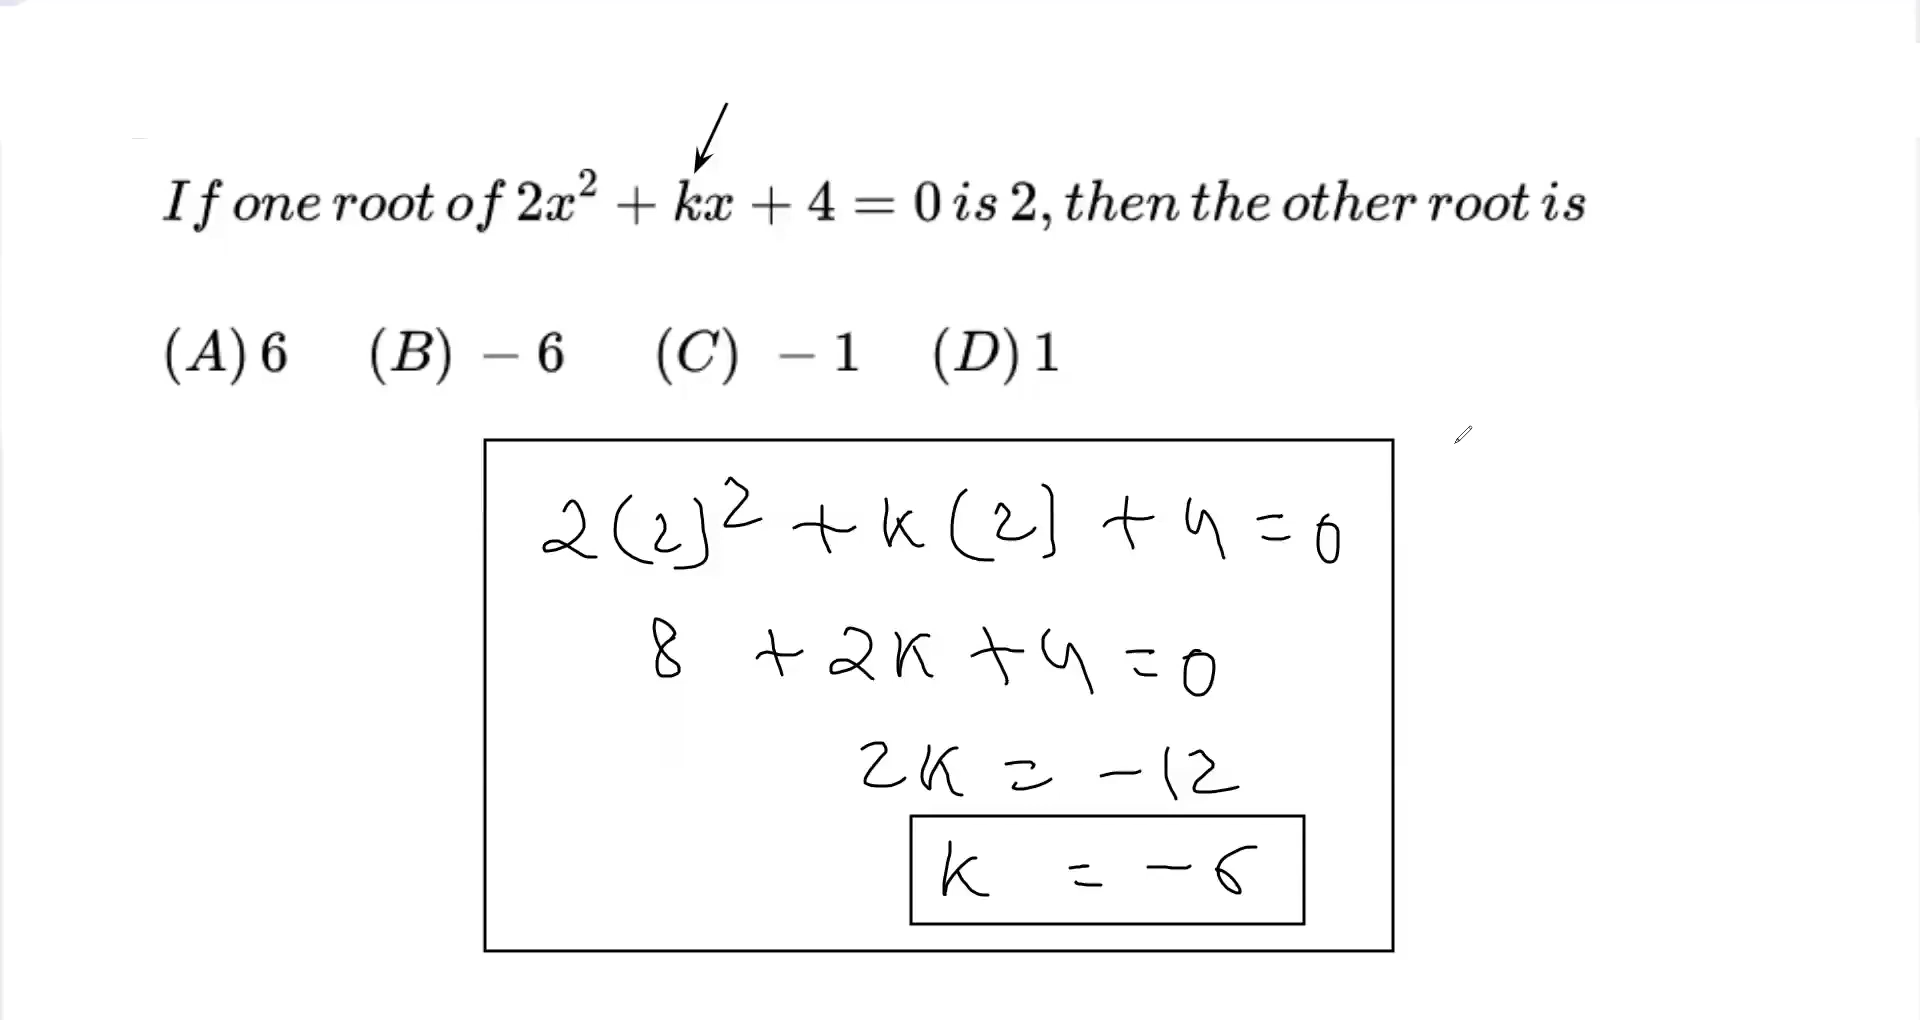 If one root of 2x² + kx + 4 = 0 is 2, then the other root is
(A) 6 (B) − 6 (C) − 1 (D) 1
2(2)² + k(2) + 4 = 0
8 + 2k + 4 = 0
2k = −12
k = −6